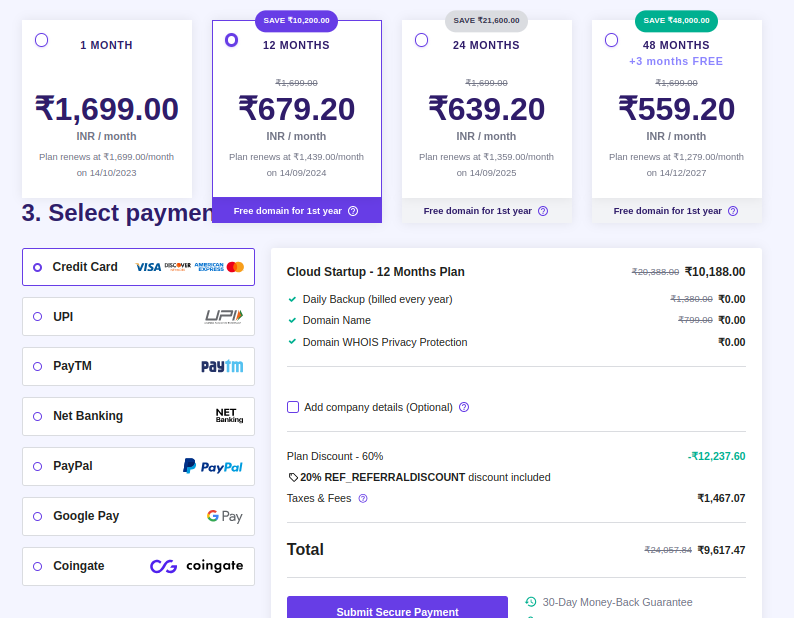 SAVE ₹10,200.00
SAVE ₹21,600.00
SAVE ₹48,000.00
1 MONTH
₹1,699.00
INR / month
Plan renews at ₹1,699.00/month
on 14/10/2023
12 MONTHS
₹1,699.00
₹679.20
INR / month
Plan renews at ₹1,439.00/month
on 14/09/2024
Free domain for 1st year
24 MONTHS
₹1,699.00
₹639.20
INR / month
Plan renews at ₹1,359.00/month
on 14/09/2025
Free domain for 1st year
48 MONTHS
+3 months FREE
₹1,699.00
₹559.20
INR / month
Plan renews at ₹1,279.00/month
on 14/12/2027
Free domain for 1st year
3. Select paymen
Credit Card VISA DISCOVER AMERICAN EXPRESS
UPI UPI
PayTM paytm
Net Banking NET Banking
PayPal PayPal
Google Pay G Pay
Coingate coingate
Cloud Startup - 12 Months Plan ₹20,388.00 ₹10,188.00
Daily Backup (billed every year) ₹1,380.00 ₹0.00
Domain Name ₹799.00 ₹0.00
Domain WHOIS Privacy Protection ₹0.00
Add company details (Optional)
Plan Discount - 60% -₹12,237.60
20% REF_REFERRALDISCOUNT discount included
Taxes & Fees ₹1,467.07
Total ₹24,057.84 ₹9,617.47
Submit Secure Payment
30-Day Money-Back Guarantee